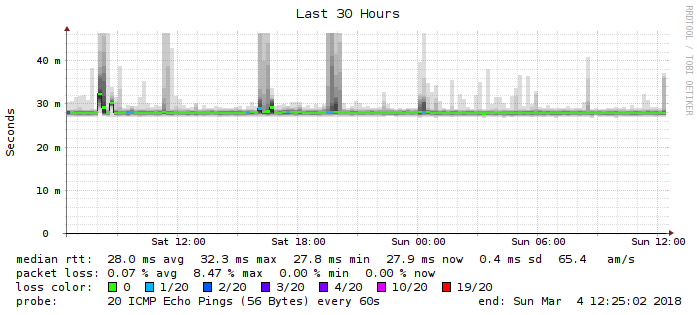 Last 30 Hours
RRDTOOL / TOBI OETIKER
Seconds
40 m
30 m
20 m
10 m
0
Sat 12:00 Sat 18:00 Sun 00:00 Sun 06:00 Sun 12:00
median rtt: 28.0 ms avg 32.3 ms max 27.8 ms min 27.9 ms now 0.4 ms sd 65.4 am/s
packet loss: 0.07 % avg 8.47 % max 0.00 % min 0.00 % now
loss color: 0 1/20 2/20 3/20 4/20 10/20 19/20
probe: 20 ICMP Echo Pings (56 Bytes) every 60s end: Sun Mar 4 12:25:02 2018